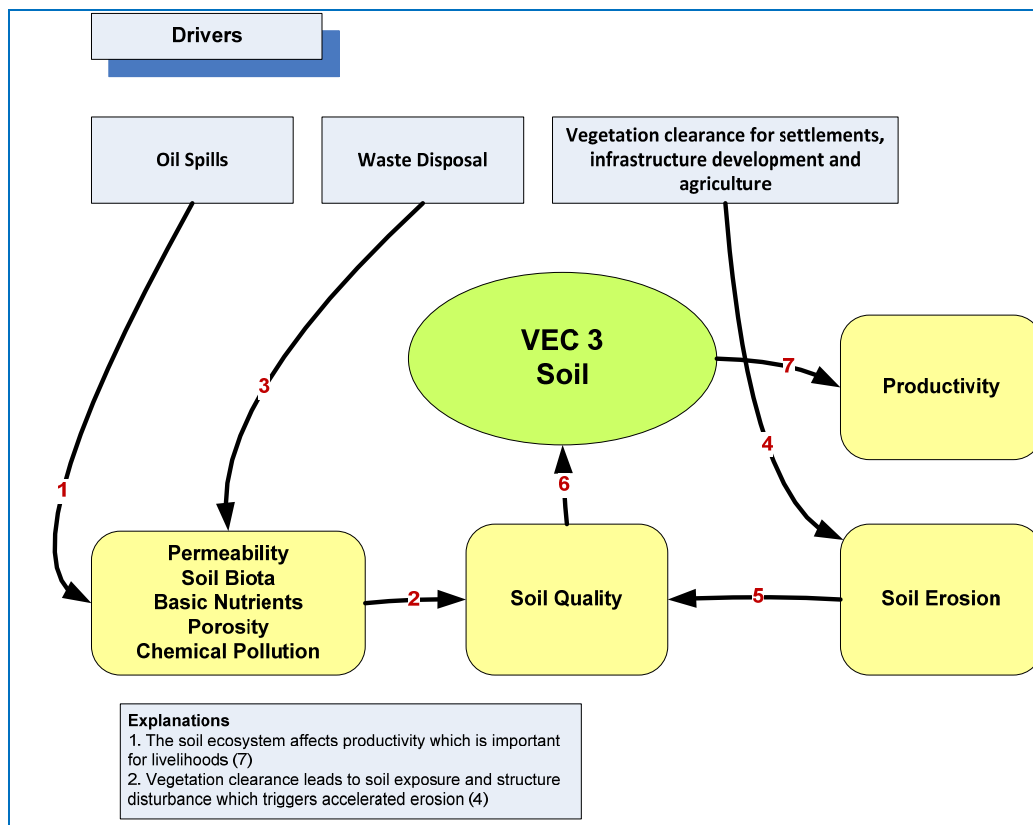 Drivers
Oil Spills
Waste Disposal
Vegetation clearance for settlements,
infrastructure development and
agriculture
VEC 3
Soil
7
Productivity
3
4
1
6
Permeability
Soil Biota
Basic Nutrients
Porosity
Chemical Pollution
2
Soil Quality
5
Soil Erosion
Explanations
1. The soil ecosystem affects productivity which is important
for livelihoods (7)
2. Vegetation clearance leads to soil exposure and structure
disturbance which triggers accelerated erosion (4)